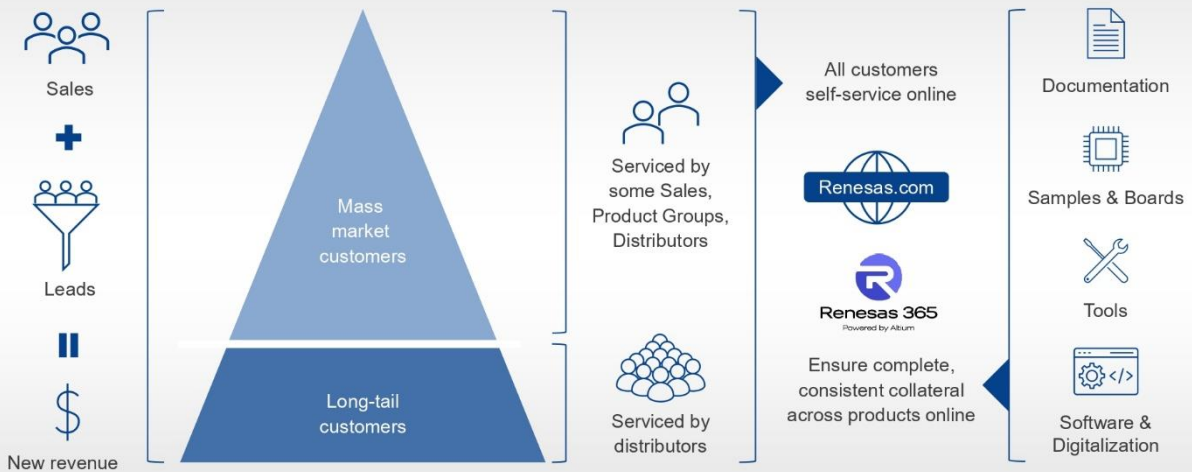 Sales
Leads
New revenue
Mass
market
customers
Long-tail
customers
Serviced by
some Sales,
Product Groups,
Distributors
Serviced by
distributors
All customers
self-service online
Renesas.com
Renesas 365
Powered by Altium
Ensure complete,
consistent collateral
across products online
Documentation
Samples & Boards
Tools
Software &
Digitalization